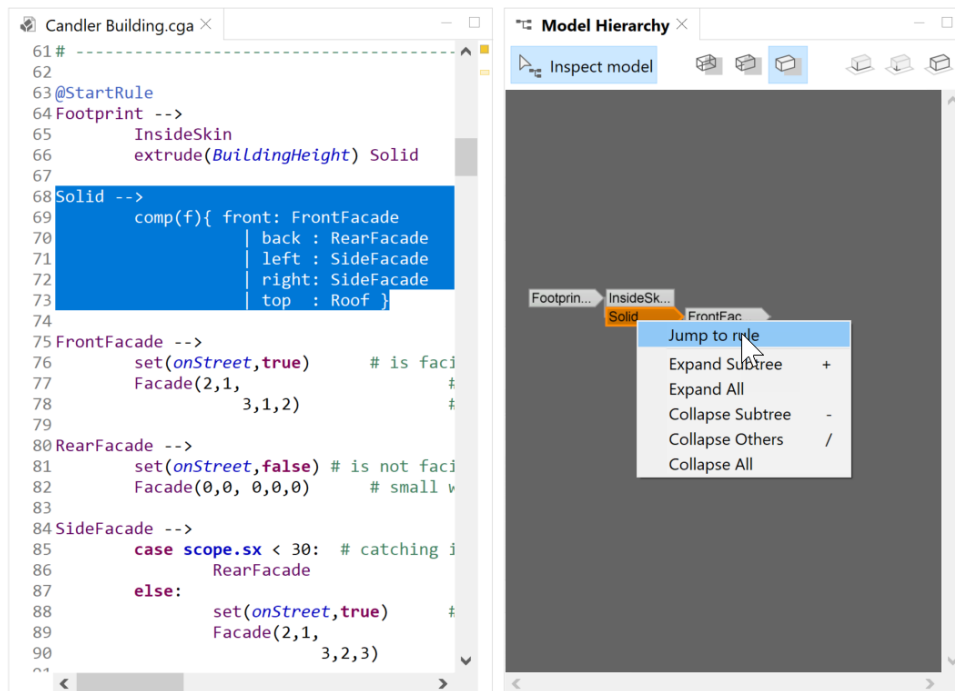 Candler Building.cga
61 # ----------------------------------------
62
63 @StartRule
64 Footprint -->
65 InsideSkin
66 extrude(BuildingHeight) Solid
67
68 Solid -->
69 comp(f){ front: FrontFacade
70 | back : RearFacade
71 | left : SideFacade
72 | right: SideFacade
73 | top : Roof }
74
75 FrontFacade -->
76 set(onStreet,true) # is faci
77 Facade(2,1, #
78 3,1,2) #
79
80 RearFacade -->
81 set(onStreet,false) # is not faci
82 Facade(0,0, 0,0,0) # small w
83
84 SideFacade -->
85 case scope.sx < 30: # catching i
86 RearFacade
87 else:
88 set(onStreet,true) #
89 Facade(2,1,
90 3,2,3)
Model Hierarchy
Inspect model
Footprin... InsideSk...
Solid FrontFac...
Jump to rule
Expand Subtree +
Expand All
Collapse Subtree -
Collapse Others /
Collapse All